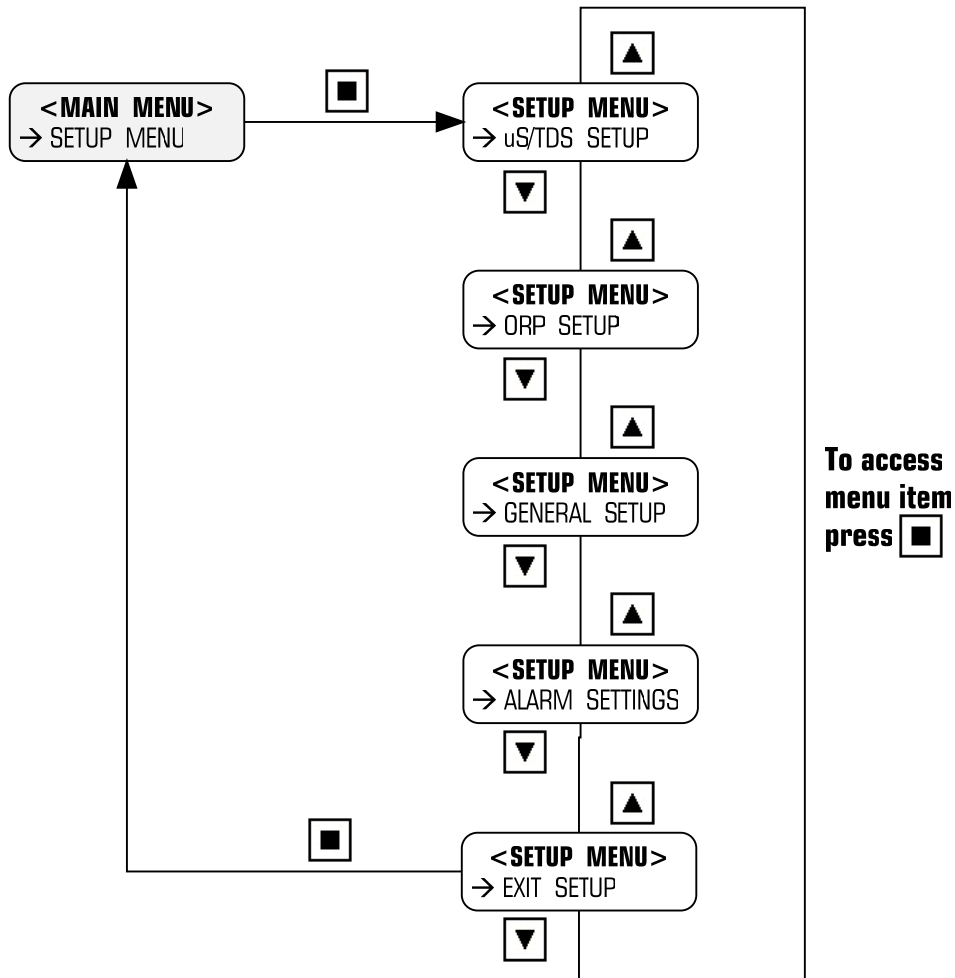 <MAIN MENU>
→ SETUP MENU
<SETUP MENU>
→ uS/TDS SETUP
<SETUP MENU>
→ ORP SETUP
<SETUP MENU>
→ GENERAL SETUP
<SETUP MENU>
→ ALARM SETTINGS
<SETUP MENU>
→ EXIT SETUP
To access
menu item
press